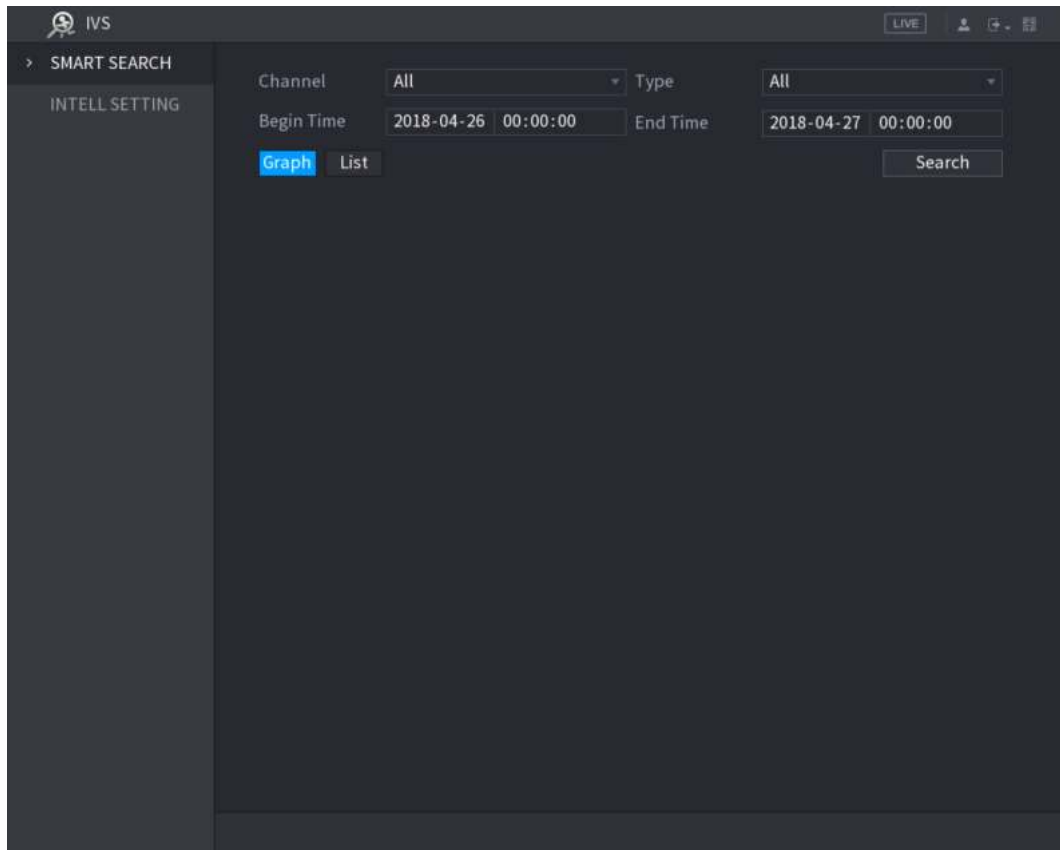 IVS LIVE
SMART SEARCH
INTELL SETTING
Channel All Type All
Begin Time 2018-04-26 00:00:00 End Time 2018-04-27 00:00:00
Graph List Search